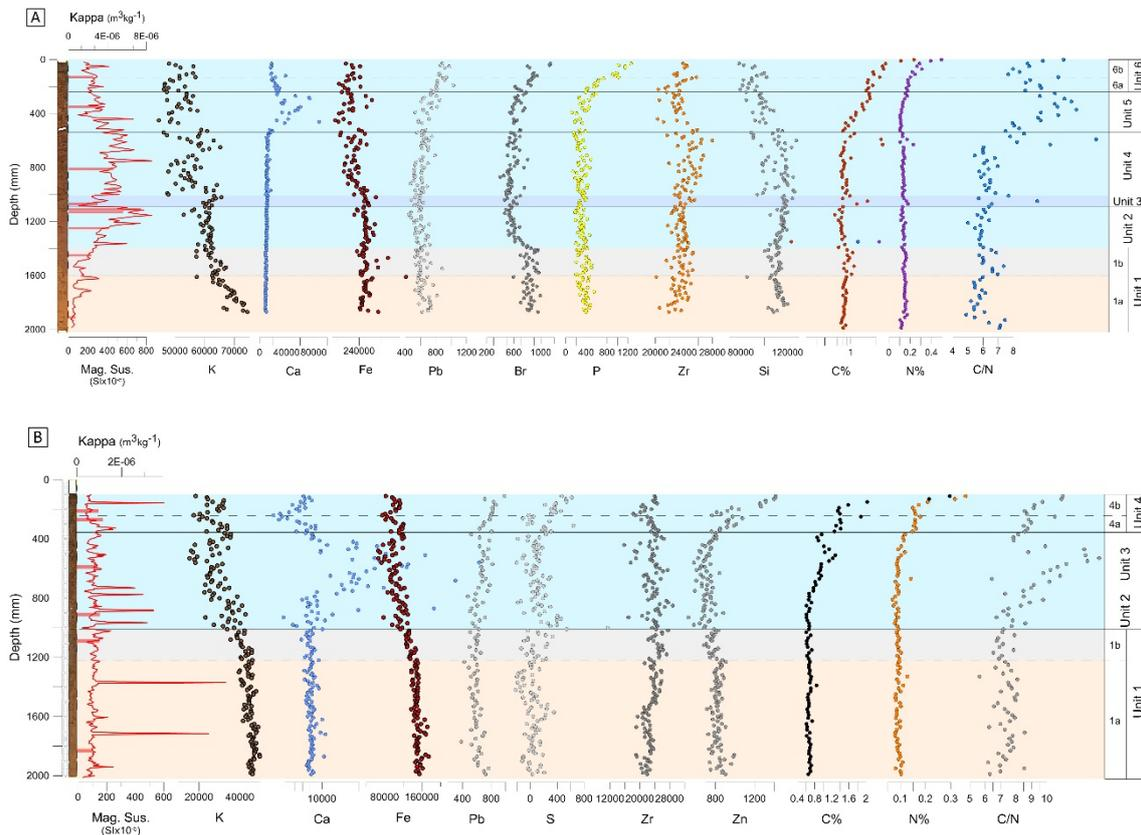 A
Kappa (m³kg⁻¹)
0 4E-06 8E-06
0
400
800
1200
1600
2000
Depth (mm)
6b
6a
Unit 6
Unit 5
Unit 4
Unit 3
Unit 2
1b
1a
Unit 1
0 200 400 600 800 50000 60000 70000 0 40000 80000 240000 400 800 1200 200 600 1000 0 400 800 1200 20000 24000 28000 80000 120000 1 0 0.2 0.4 4 5 6 7 8
Mag. Sus. K Ca Fe Pb Br P Zr Si C% N% C/N
B
Kappa (m³kg⁻¹)
0 2E-06
0
400
800
1200
1600
2000
Depth (mm)
4b
4a
Unit 4
Unit 3
Unit 2
1b
1a
Unit 1
0 200 400 600 20000 40000 10000 80000 160000 400 800 0 12000 20000 28000 800 1200 0.4 0.8 1.2 1.6 2 0.1 0.2 0.3 5 6 7 8 9 10
Mag. Sus. K Ca Fe Pb S Zr Zn C% N% C/N